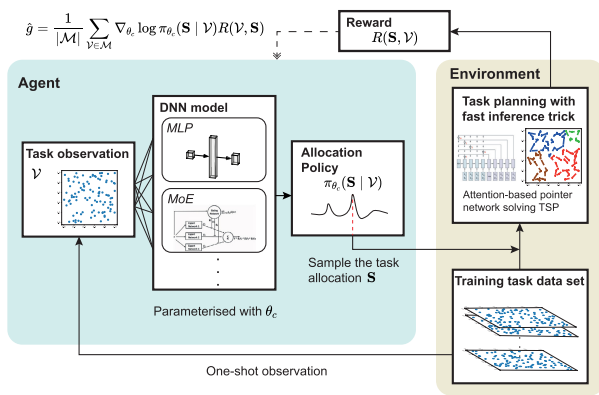 ĝ = 1/|ℳ| ∑_{𝒱∈ℳ} ∇_{θ_c} log π_{θ_c}(𝐒 | 𝒱)R(𝒱, 𝐒)
Reward
R(𝐒, 𝒱)
Agent
Environment
DNN model
MLP
MoE
Task observation
𝒱
Allocation
Policy
π_{θ_c}(𝐒 | 𝒱)
Sample the task
allocation 𝐒
Parameterised with θ_c
Task planning with
fast inference trick
Attention-based pointer
network solving TSP
Training task data set
One-shot observation